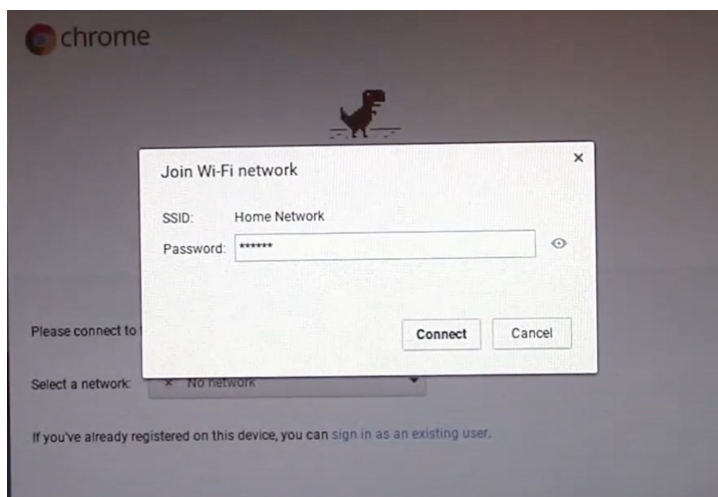 chrome
Join Wi-Fi network
×
SSID: Home Network
Password: ******
Connect Cancel
Please connect to
Select a network: × No network
If you've already registered on this device, you can sign in as an existing user.